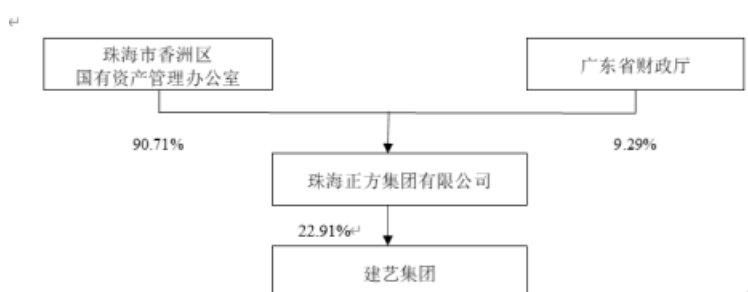 珠海市香洲区
国有资产管理办公室
广东省财政厅
90.71%
9.29%
珠海正方集团有限公司
22.91%
建艺集团